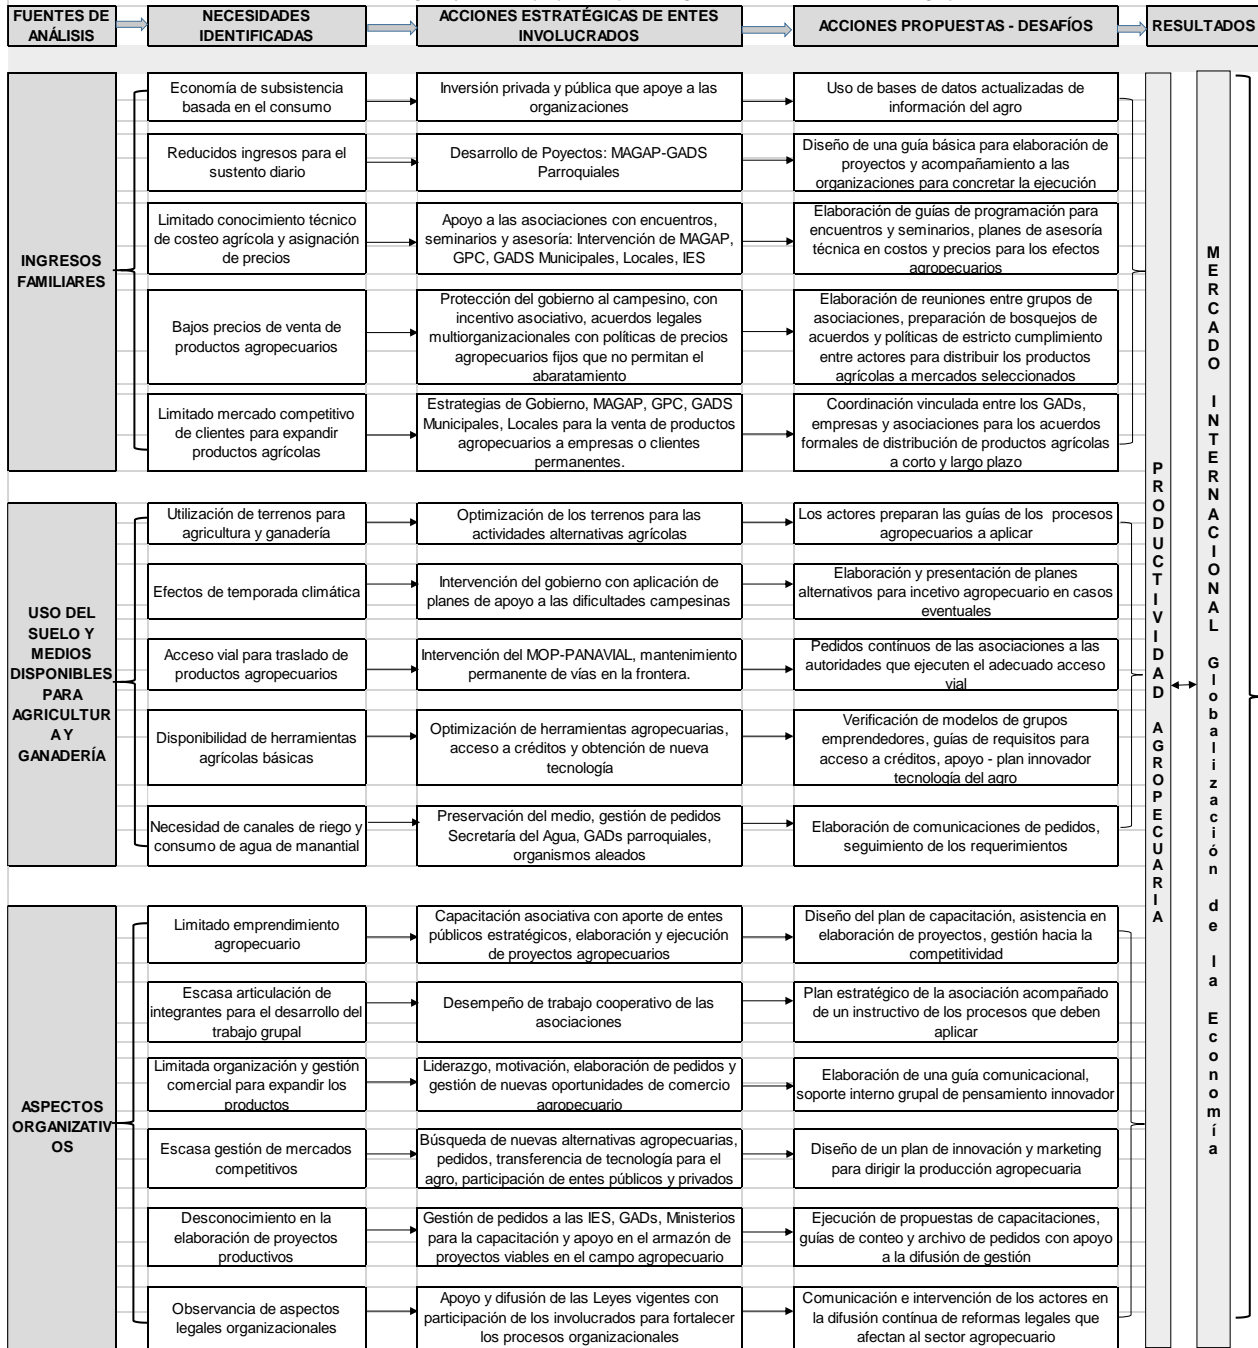 FUENTES DE
ANÁLISIS
NECESIDADES
IDENTIFICADAS
ACCIONES ESTRATÉGICAS DE ENTES
INVOLUCRADOS
ACCIONES PROPUESTAS - DESAFÍOS
RESULTADOS
INGRESOS
FAMILIARES
Economía de subsistencia
basada en el consumo
Inversión privada y pública que apoye a las
organizaciones
Uso de bases de datos actualizadas de
información del agro
Reducidos ingresos para el
sustento diario
Desarrollo de Poyectos: MAGAP-GADS
Parroquiales
Diseño de una guía básica para elaboración de
proyectos y acompañamiento a las
organizaciones para concretar la ejecución
Limitado conocimiento técnico
de costeo agrícola y asignación
de precios
Apoyo a las asociaciones con encuentros,
seminarios y asesoría: Intervención de MAGAP,
GPC, GADS Municipales, Locales, IES
Elaboración de guías de programación para
encuentros y seminarios, planes de asesoría
técnica en costos y precios para los efectos
agropecuarios
Bajos precios de venta de
productos agropecuarios
Protección del gobierno al campesino, con
incentivo asociativo, acuerdos legales
multiorganizacionales con políticas de precios
agropecuarios fijos que no permitan el
abaratamiento
Elaboración de reuniones entre grupos de
asociaciones, preparación de bosquejos de
acuerdos y políticas de estricto cumplimiento
entre actores para distribuir los productos
agrícolas a mercados seleccionados
Limitado mercado competitivo
de clientes para expandir
productos agrícolas
Estrategias de Gobierno, MAGAP, GPC, GADS
Municipales, Locales para la venta de productos
agropecuarios a empresas o clientes
permanentes.
Coordinación vinculada entre los GADs,
empresas y asociaciones para los acuerdos
formales de distribución de productos agrícolas
a corto y largo plazo
USO DEL
SUELO Y
MEDIOS
DISPONIBLES
PARA
AGRICULTUR
A Y
GANADERÍA
Utilización de terrenos para
agricultura y ganadería
Optimización de los terrenos para las
actividades alternativas agrícolas
Los actores preparan las guías de los procesos
agropecuarios a aplicar
Efectos de temporada climática
Intervención del gobierno con aplicación de
planes de apoyo a las dificultades campesinas
Elaboración y presentación de planes
alternativos para incetivo agropecuario en casos
eventuales
Acceso vial para traslado de
productos agropecuarios
Intervención del MOP-PANAVIAL, mantenimiento
permanente de vías en la frontera.
Pedidos contínuos de las asociaciones a las
autoridades que ejecuten el adecuado acceso
vial
Disponibilidad de herramientas
agrícolas básicas
Optimización de herramientas agropecuarias,
acceso a créditos y obtención de nueva
tecnología
Verificación de modelos de grupos
emprendedores, guías de requisitos para
acceso a créditos, apoyo - plan innovador
tecnología del agro
Necesidad de canales de riego y
consumo de agua de manantial
Preservación del medio, gestión de pedidos
Secretaría del Agua, GADs parroquiales,
organismos aleados
Elaboración de comunicaciones de pedidos,
seguimiento de los requerimientos
ASPECTOS
ORGANIZATIV
OS
Limitado emprendimiento
agropecuario
Capacitación asociativa con aporte de entes
públicos estratégicos, elaboración y ejecución
de proyectos agropecuarios
Diseño del plan de capacitación, asistencia en
elaboración de proyectos, gestión hacia la
competitividad
Escasa articulación de
integrantes para el desarrollo del
trabajo grupal
Desempeño de trabajo cooperativo de las
asociaciones
Plan estratégico de la asociación acompañado
de un instructivo de los procesos que deben
aplicar
Limitada organización y gestión
comercial para expandir los
productos
Liderazgo, motivación, elaboración de pedidos y
gestión de nuevas oportunidades de comercio
agropecuario
Elaboración de una guía comunicacional,
soporte interno grupal de pensamiento innovador
Escasa gestión de mercados
competitivos
Búsqueda de nuevas alternativas agropecuarias,
pedidos, transferencia de tecnología para el
agro, participación de entes públicos y privados
Diseño de un plan de innovación y marketing
para dirigir la producción agropecuaria
Desconocimiento en la
elaboración de proyectos
productivos
Gestión de pedidos a las IES, GADs, Ministerios
para la capacitación y apoyo en el armazón de
proyectos viables en el campo agropecuario
Ejecución de propuestas de capacitaciones,
guías de conteo y archivo de pedidos con apoyo
a la difusión de gestión
Observancia de aspectos
legales organizacionales
Apoyo y difusión de las Leyes vigentes con
participación de los involucrados para fortalecer
los procesos organizacionales
Comunicación e intervención de los actores en
la difusión contínua de reformas legales que
afectan al sector agropecuario
PRODUCTIVIDAD AGROPECUARIA
MERCADO INTERNACIONAL Globalización de la Economía